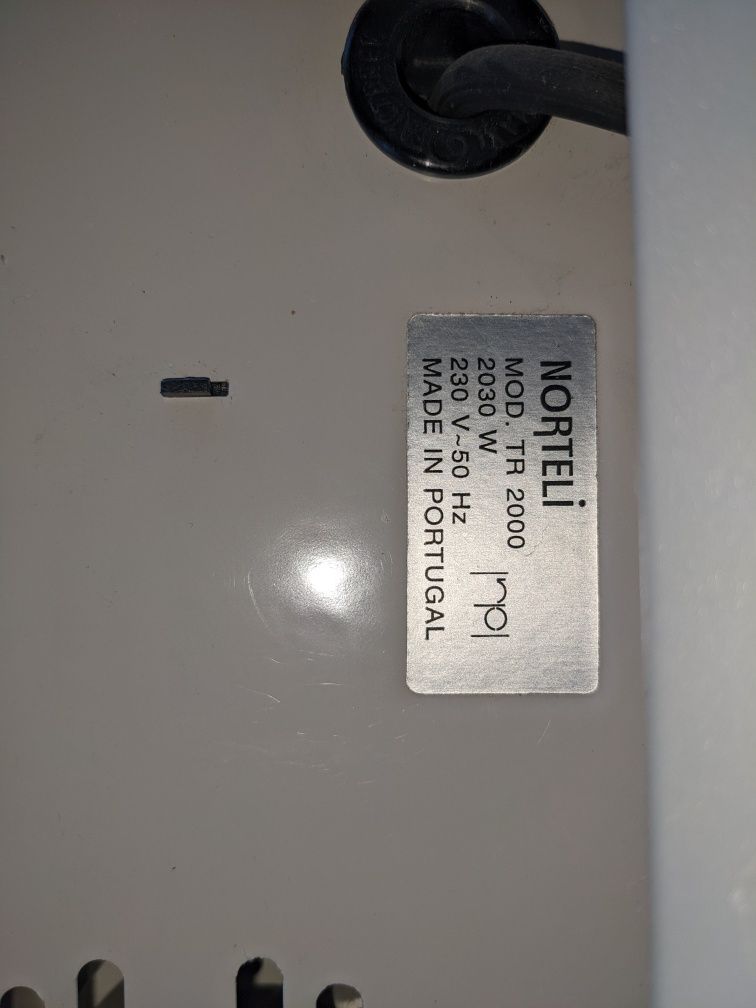 NORTELi
MOD. TR 2000
2030 W
230 V~50 Hz
MADE IN PORTUGAL